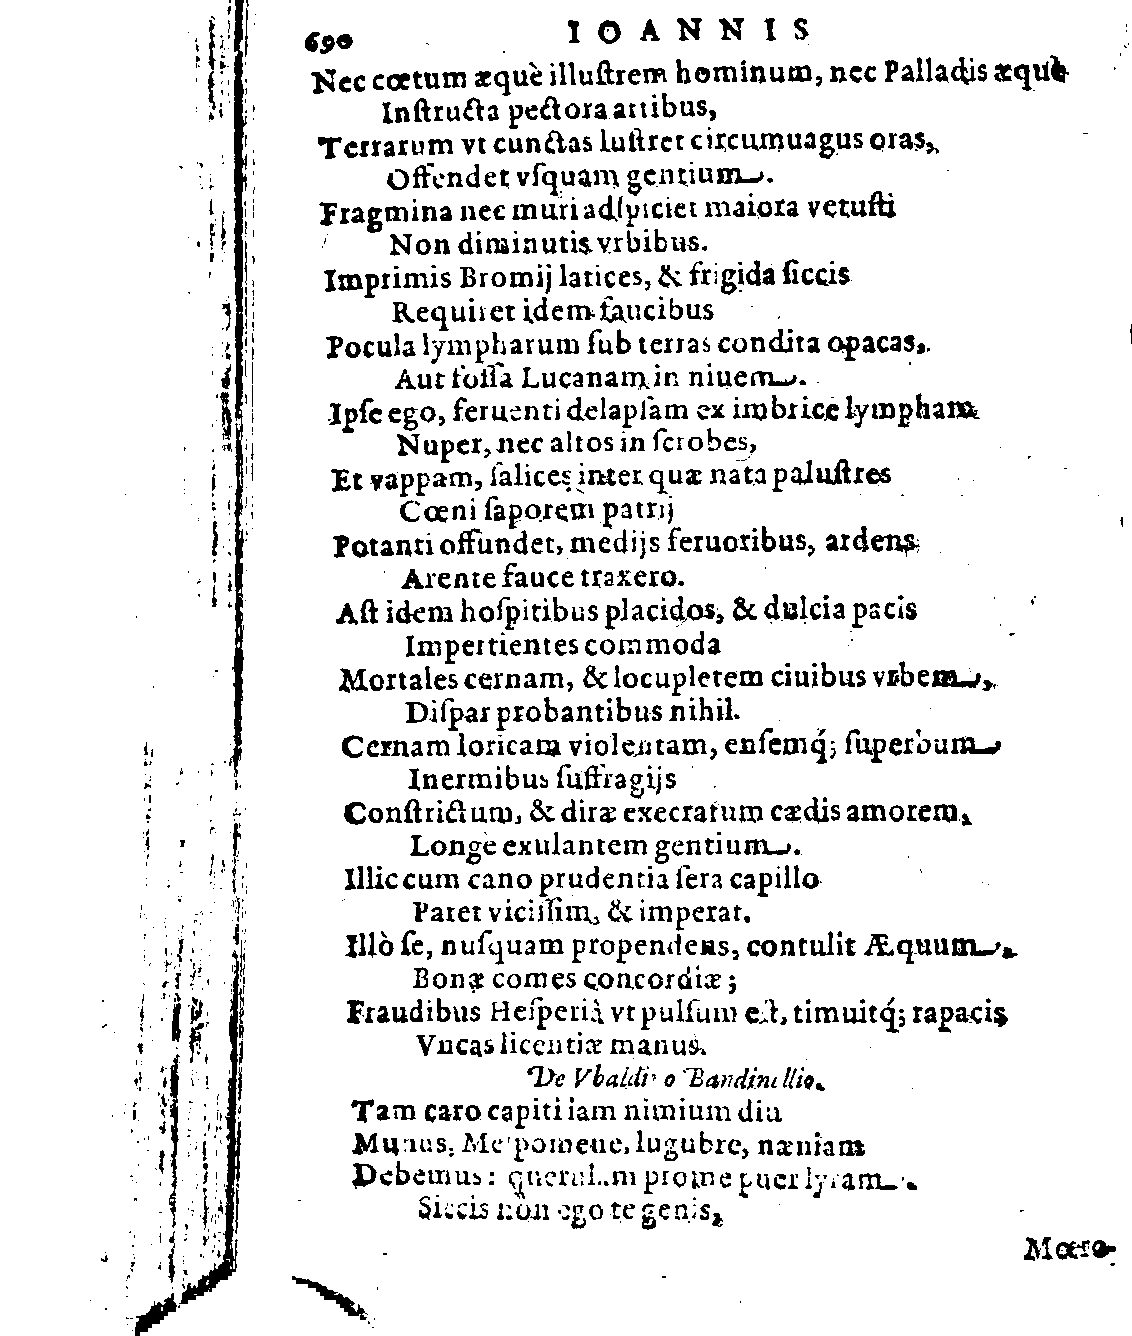 690 IOANNIS
Nec cœtum æquè illuſtrem hominum, nec Palladis æquè
Inſtructa pectora artibus,
Terrarum vt cunctas luſtret circumuagus oras,
Offendet vſquam gentium.
Fragmina nec muri adſpiciet maiora vetuſti
Non diminutis vrbibus.
Imprimis Bromij latices, & frigida ſiccis
Requiret idem faucibus
Pocula lympharum ſub terras condita opacas,
Aut foſſa Lucanam in niuem.
Ipſe ego, feruenti delapſam ex imbrice lympham
Nuper, nec altos in ſcrobes,
Et vappam, ſalices inter quæ nata paluſtres
Cœni ſaporem patrij
Potanti offundet, medijs feruoribus, ardens
Arente fauce traxero.
Aſt idem hoſpitibus placidos, & dulcia pacis
Impertientes commoda
Mortales cernam, & locupletem ciuibus vrbem,
Diſpar probantibus nihil.
Cernam loricam violentam, enſemq́; ſuperbum
Inermibus ſuffragijs
Conſtrictum, & diræ execratum cædis amorem,
Longè exulantem gentium.
Illic cum cano prudentia ſera capillo
Paret viciſſim, & imperat.
Illò ſe, nuſquam propendens, contulit Æquum,
Bonæ comes concordiæ;
Fraudibus Heſperià vt pulſum eſt, timuitq́; rapacis
Vncas licentiæ manus.
De Vbaldino Bandinellio.
Tam caro capiti iam nimium diu
Munus, Melpomene, lugubre, næniam
Debemus: querulam prome puer lyram.
Siccis non ego te genis,
Mœro-